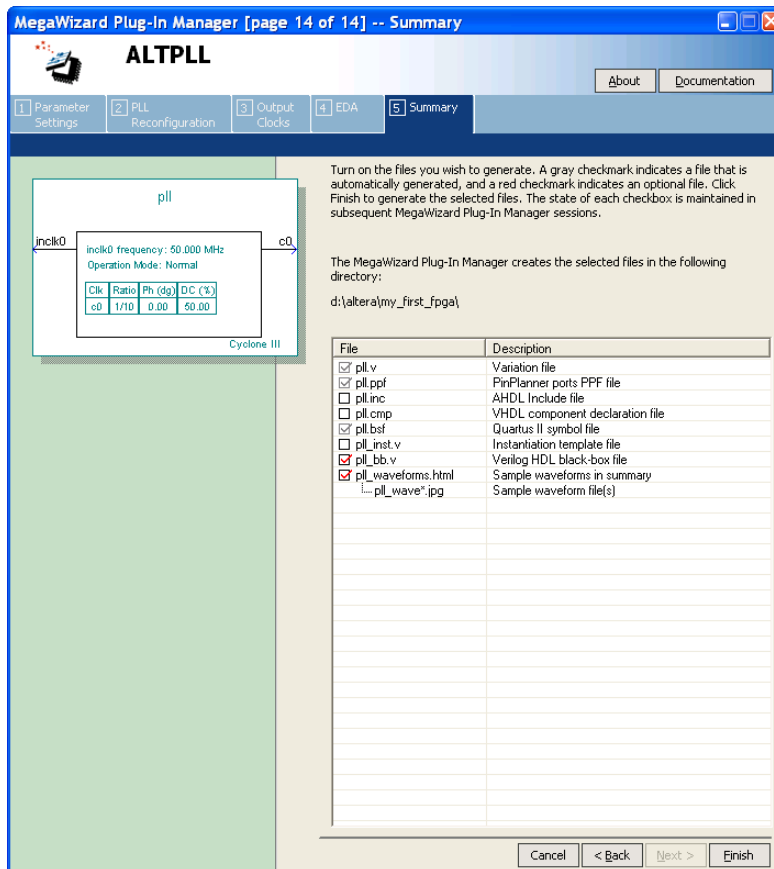 MegaWizard Plug-In Manager [page 14 of 14] -- Summary
ALTPLL
About
Documentation
1 Parameter Settings
2 PLL Reconfiguration
3 Output Clocks
4 EDA
5 Summary
pll
inclk0
c0
inclk0 frequency: 50.000 MHz
Operation Mode: Normal
Clk Ratio Ph (dg) DC (%)
c0 1/10 0.00 50.00
Cyclone III
Turn on the files you wish to generate. A gray checkmark indicates a file that is
automatically generated, and a red checkmark indicates an optional file. Click
Finish to generate the selected files. The state of each checkbox is maintained in
subsequent MegaWizard Plug-In Manager sessions.
The MegaWizard Plug-In Manager creates the selected files in the following
directory:
d:\altera\my_first_fpga\
File Description
pll.v Variation file
pll.ppf PinPlanner ports PPF file
pll.inc AHDL Include file
pll.cmp VHDL component declaration file
pll.bsf Quartus II symbol file
pll_inst.v Instantiation template file
pll_bb.v Verilog HDL black-box file
pll_waveforms.html Sample waveforms in summary
pll_wave*.jpg Sample waveform file(s)
Cancel
< Back
Next >
Finish